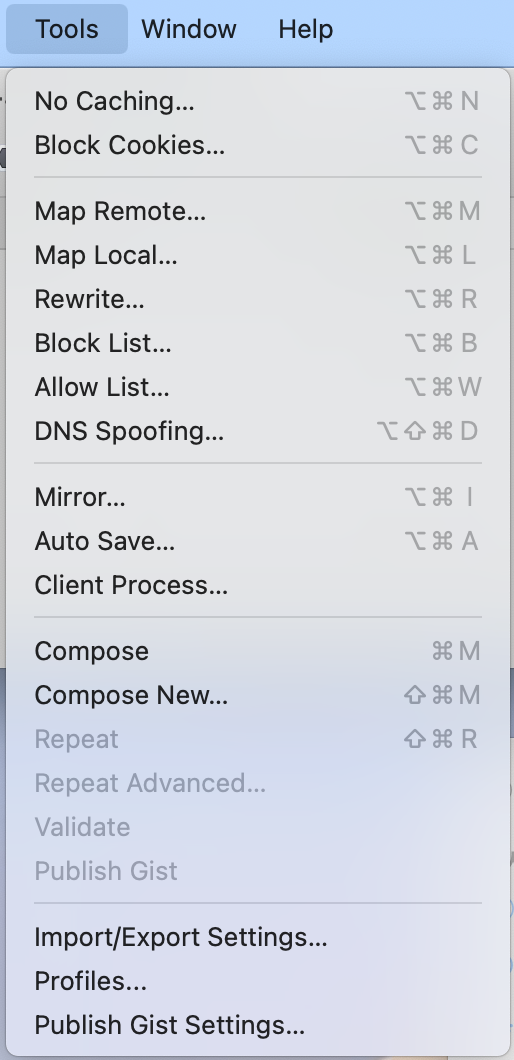 Tools Window Help
No Caching... ⌥⌘N
Block Cookies... ⌥⌘C
Map Remote... ⌥⌘M
Map Local... ⌥⌘L
Rewrite... ⌥⌘R
Block List... ⌥⌘B
Allow List... ⌥⌘W
DNS Spoofing... ⌥⇧⌘D
Mirror... ⌥⌘I
Auto Save... ⌥⌘A
Client Process...
Compose ⌘M
Compose New... ⇧⌘M
Repeat ⇧⌘R
Repeat Advanced...
Validate
Publish Gist
Import/Export Settings...
Profiles...
Publish Gist Settings...